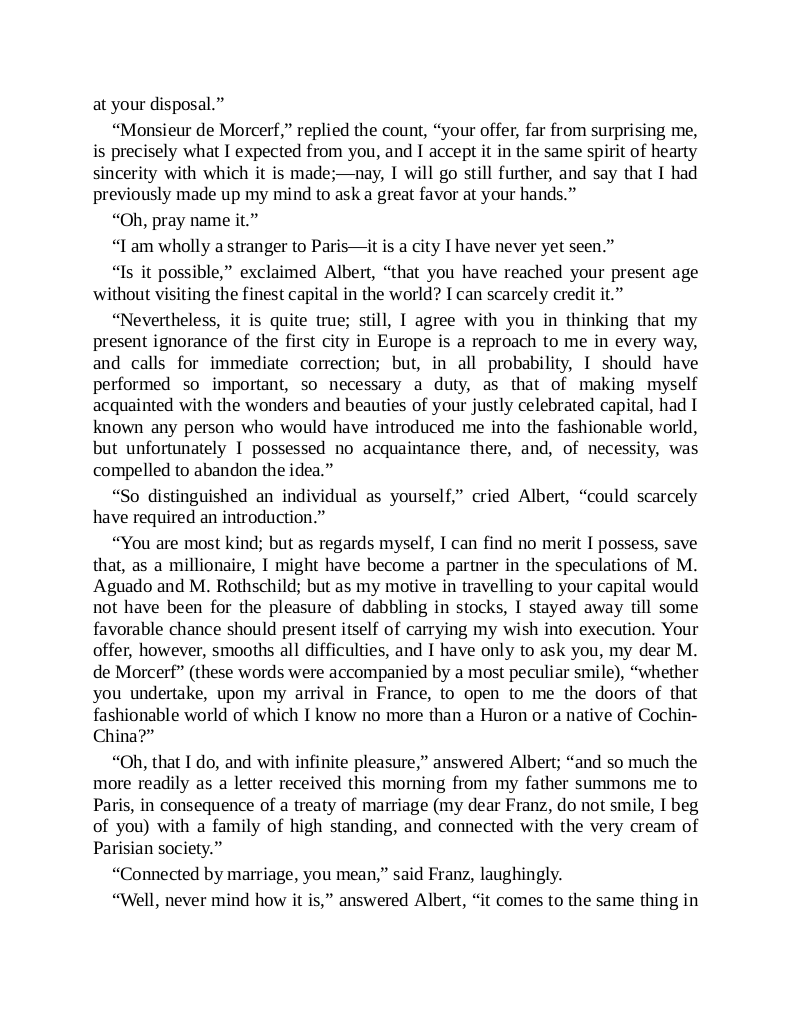 at your disposal.”
“Monsieur de Morcerf,” replied the count, “your offer, far from surprising me,
is precisely what I expected from you, and I accept it in the same spirit of hearty
sincerity with which it is made;—nay, I will go still further, and say that I had
previously made up my mind to ask a great favor at your hands.”
“Oh, pray name it.”
“I am wholly a stranger to Paris—it is a city I have never yet seen.”
“Is it possible,” exclaimed Albert, “that you have reached your present age
without visiting the finest capital in the world? I can scarcely credit it.”
“Nevertheless, it is quite true; still, I agree with you in thinking that my
present ignorance of the first city in Europe is a reproach to me in every way,
and calls for immediate correction; but, in all probability, I should have
performed so important, so necessary a duty, as that of making myself
acquainted with the wonders and beauties of your justly celebrated capital, had I
known any person who would have introduced me into the fashionable world,
but unfortunately I possessed no acquaintance there, and, of necessity, was
compelled to abandon the idea.”
“So distinguished an individual as yourself,” cried Albert, “could scarcely
have required an introduction.”
“You are most kind; but as regards myself, I can find no merit I possess, save
that, as a millionaire, I might have become a partner in the speculations of M.
Aguado and M. Rothschild; but as my motive in travelling to your capital would
not have been for the pleasure of dabbling in stocks, I stayed away till some
favorable chance should present itself of carrying my wish into execution. Your
offer, however, smooths all difficulties, and I have only to ask you, my dear M.
de Morcerf” (these words were accompanied by a most peculiar smile), “whether
you undertake, upon my arrival in France, to open to me the doors of that
fashionable world of which I know no more than a Huron or a native of Cochin-
China?”
“Oh, that I do, and with infinite pleasure,” answered Albert; “and so much the
more readily as a letter received this morning from my father summons me to
Paris, in consequence of a treaty of marriage (my dear Franz, do not smile, I beg
of you) with a family of high standing, and connected with the very cream of
Parisian society.”
“Connected by marriage, you mean,” said Franz, laughingly.
“Well, never mind how it is,” answered Albert, “it comes to the same thing in